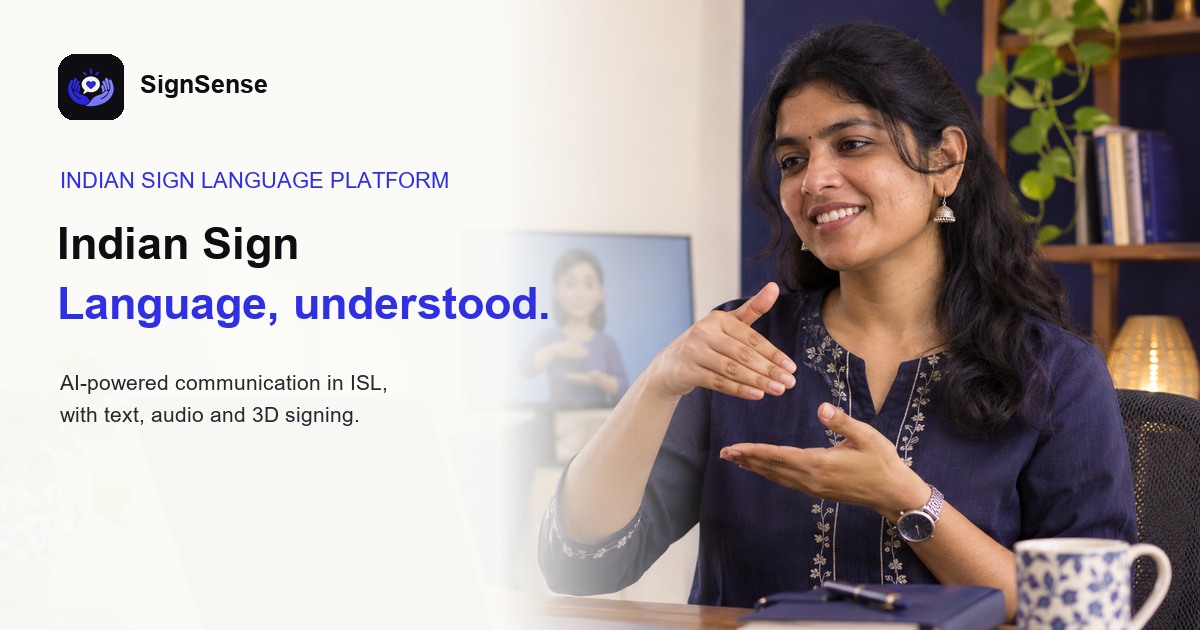 SignSense
INDIAN SIGN LANGUAGE PLATFORM
Indian Sign
Language, understood.
AI-powered communication in ISL,
with text, audio and 3D signing.